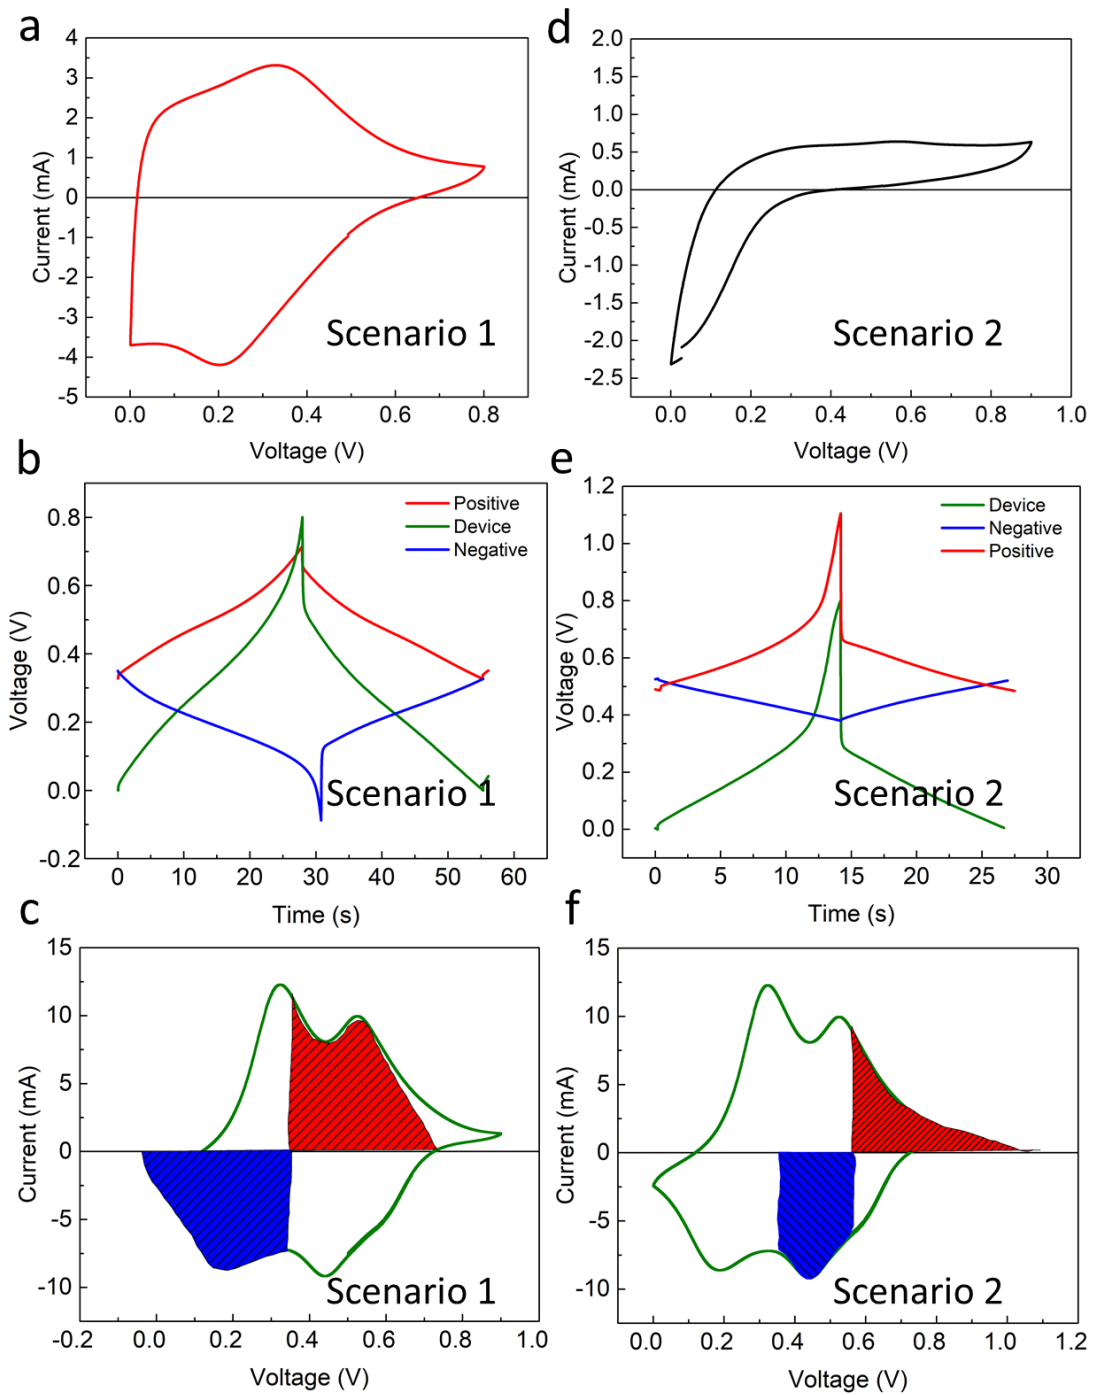 a
4
3
2
1
0
-1
-2
-3
-4
-5
Current (mA)
0.0
0.2
0.4
0.6
0.8
Voltage (V)
Scenario 1
d
2.0
1.5
1.0
0.5
0.0
-0.5
-1.0
-1.5
-2.0
-2.5
Current (mA)
0.0
0.2
0.4
0.6
0.8
1.0
Voltage (V)
Scenario 2
b
0.8
0.6
0.4
0.2
0.0
-0.2
Voltage (V)
Positive
Device
Negative
0
10
20
30
40
50
60
Time (s)
Scenario 1
e
1.2
1.0
0.8
0.6
0.4
0.2
0.0
Voltage (V)
Device
Negative
Positive
0
5
10
15
20
25
30
Time (s)
Scenario 2
c
15
10
5
0
-5
-10
Current (mA)
-0.2
0.0
0.2
0.4
0.6
0.8
1.0
Voltage (V)
Scenario 1
f
15
10
5
0
-5
-10
Current (mA)
0.0
0.2
0.4
0.6
0.8
1.0
1.2
Voltage (V)
Scenario 2